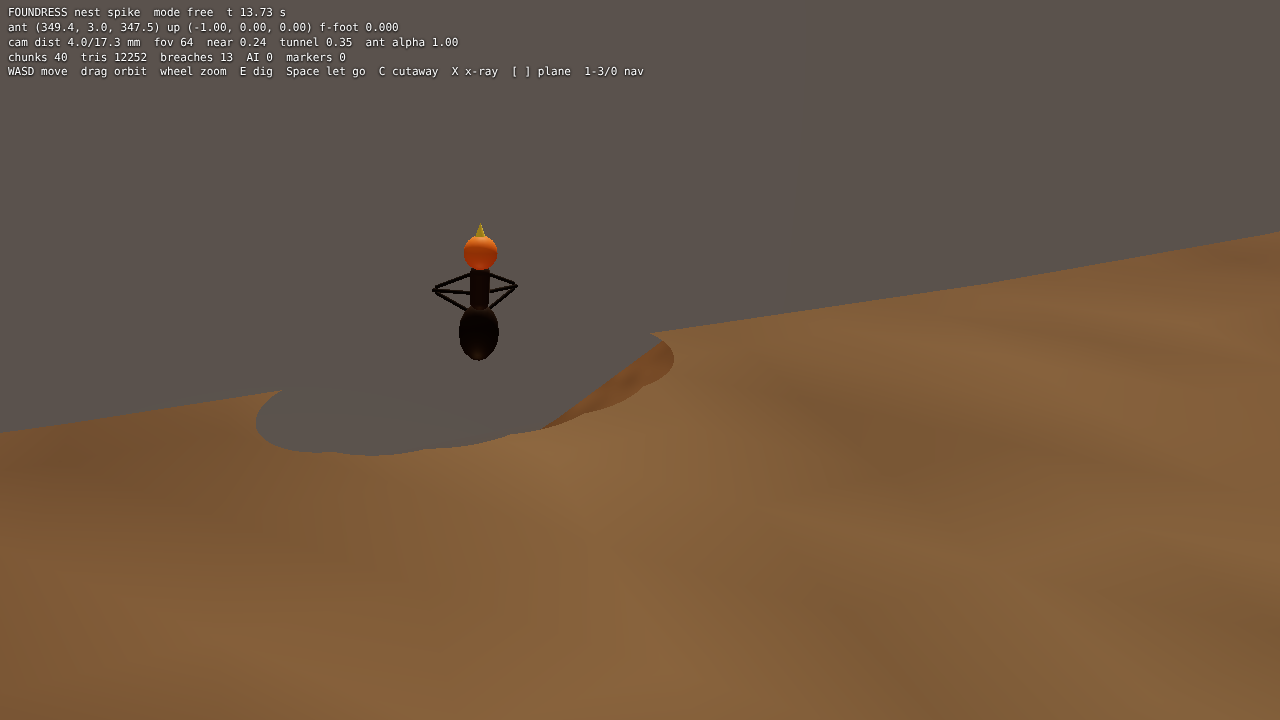 FOUNDRESS nest spike  mode free  t 13.73 s
ant (349.4, 3.0, 347.5) up (-1.00, 0.00, 0.00) f-foot 0.000
cam dist 4.0/17.3 mm  fov 64  near 0.24  tunnel 0.35  ant alpha 1.00
chunks 40  tris 12252  breaches 13  AI 0  markers 0
WASD move  drag orbit  wheel zoom  E dig  Space let go  C cutaway  X x-ray  [ ] plane  1-3/0 nav